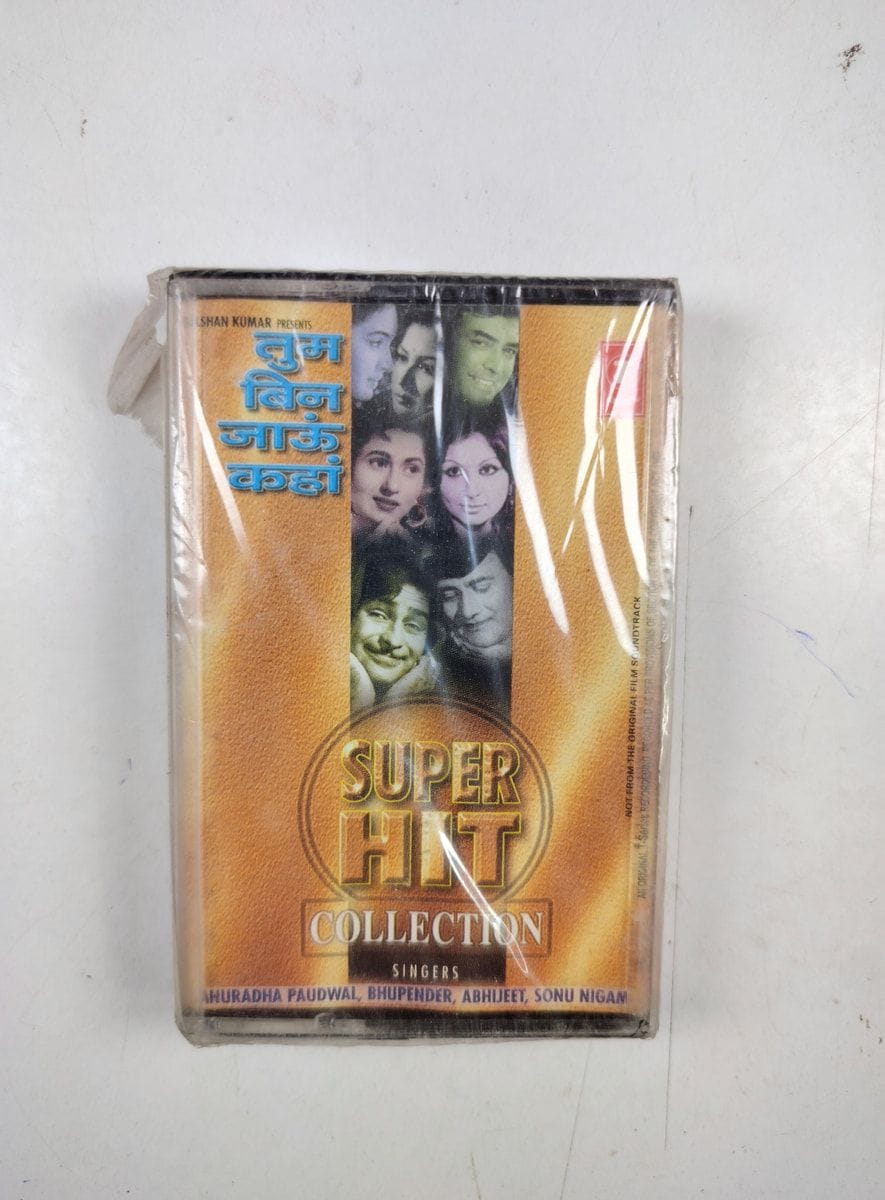 LSHAN KUMAR PRESENTS
तुम
बिन
जाऊं
कहां
SUPER
HIT
COLLECTION
SINGERS
ANURADHA PAUDWAL, BHUPENDER, ABHIJEET, SONU NIGAM
NOT FROM THE ORIGINAL FILM SOUNDTRACK